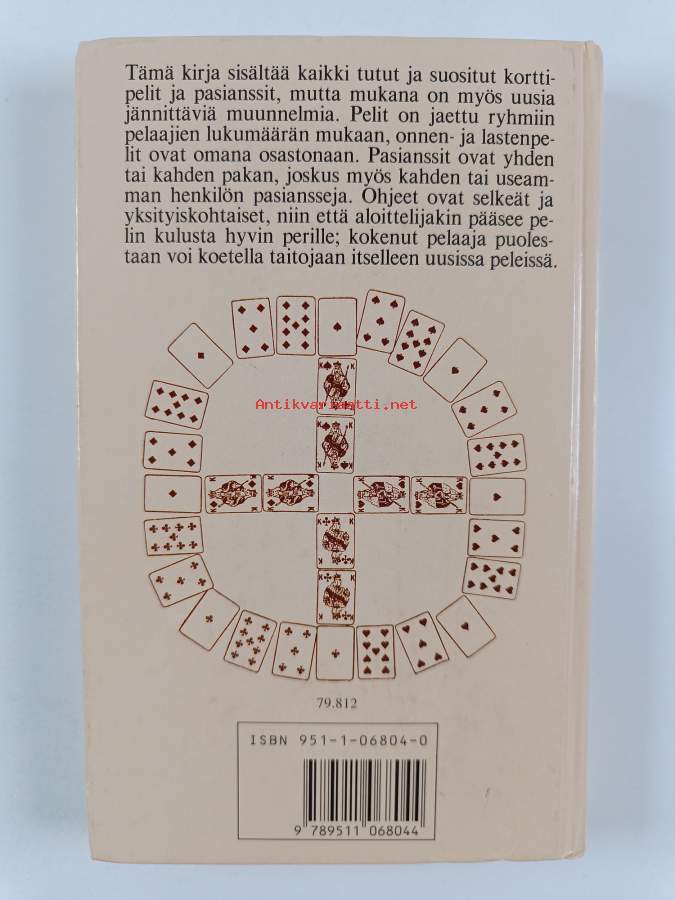 Tämä kirja sisältää kaikki tutut ja suositut kortti-
pelit ja pasianssit, mutta mukana on myös uusia
jännittäviä muunnelmia. Pelit on jaettu ryhmiin
pelaajien lukumäärän mukaan, onnen- ja lastenpe-
lit ovat omana osastonaan. Pasianssit ovat yhden
tai kahden pakan, joskus myös kahden tai useam-
man henkilön pasiansseja. Ohjeet ovat selkeät ja
yksityiskohtaiset, niin että aloittelijakin pääsee pe-
lin kulusta hyvin perille; kokenut pelaaja puoles-
taan voi koetella taitojaan itselleen uusissa peleissä.
Antikvariaatti.net
79.812
ISBN 951-1-06804-0
9 789511 068044